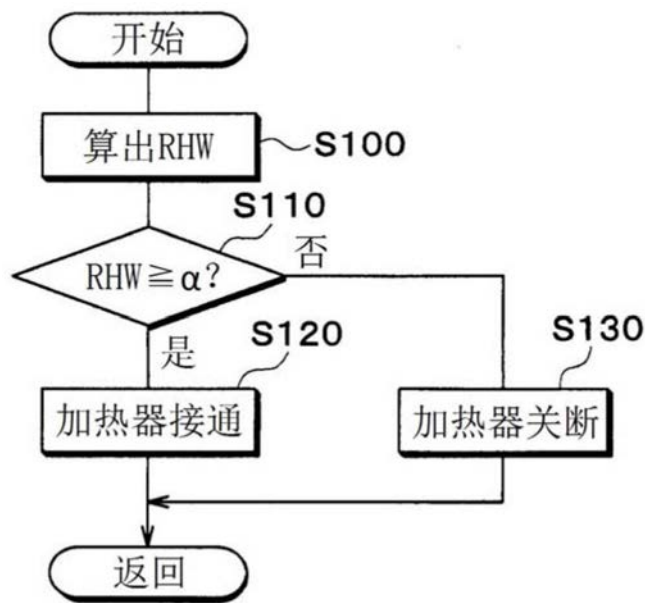 开始
算出RHW
S100
S110
RHW≧α?
否
是
S120
S130
加热器接通
加热器关断
返回